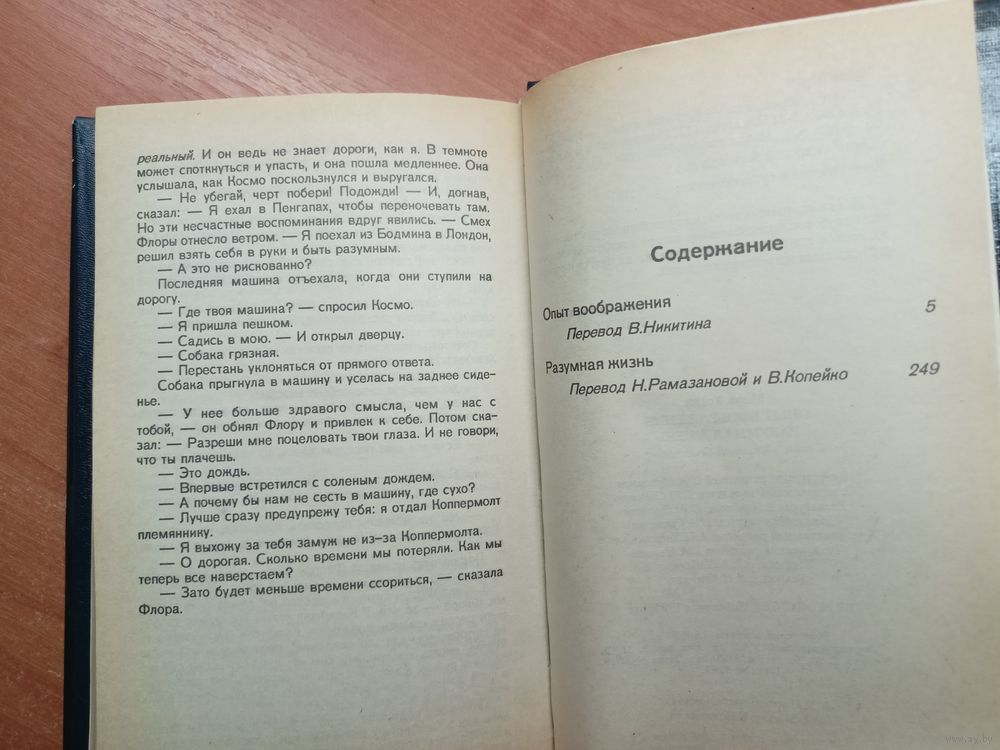 реальный. И он ведь не знает дороги, как я. В темноте
может споткнуться и упасть, и она пошла медленнее. Она
услышала, как Космо поскользнулся и выругался.
— Не убегай, черт побери! Подожди! — И, догнав,
сказал: — Я ехал в Пенгапах, чтобы переночевать там.
Но эти несчастные воспоминания вдруг явились. — Смех
Флоры отнесло ветром. — Я поехал из Бодмина в Лондон,
решил взять себя в руки и быть разумным.
— А это не рискованно?
Последняя машина отъехала, когда они ступили на
дорогу.
— Где твоя машина? — спросил Космо.
— Я пришла пешком.
— Садись в мою. — И открыл дверцу.
— Собака грязная.
— Перестань уклоняться от прямого ответа.
Собака прыгнула в машину и уселась на заднее сиде-
нье.
— У нее больше здравого смысла, чем у нас с
тобой, — он обнял Флору и привлек к себе. Потом ска-
зал: — Разреши мне поцеловать твои глаза. И не говори,
что ты плачешь.
— Это дождь.
— Впервые встретился с соленым дождем.
— А почему бы нам не сесть в машину, где сухо?
— Лучше сразу предупрежу тебя: я отдал Коппермолт
племяннику.
— Я выхожу за тебя замуж не из-за Коппермолта.
— О дорогая. Сколько времени мы потеряли. Как мы
теперь все наверстаем?
— Зато будет меньше времени ссориться, — сказала
Флора.
Содержание
Опыт воображения 5
Перевод В.Никитина
Разумная жизнь 249
Перевод Н.Рамазановой и В.Копейко
www.ay.by